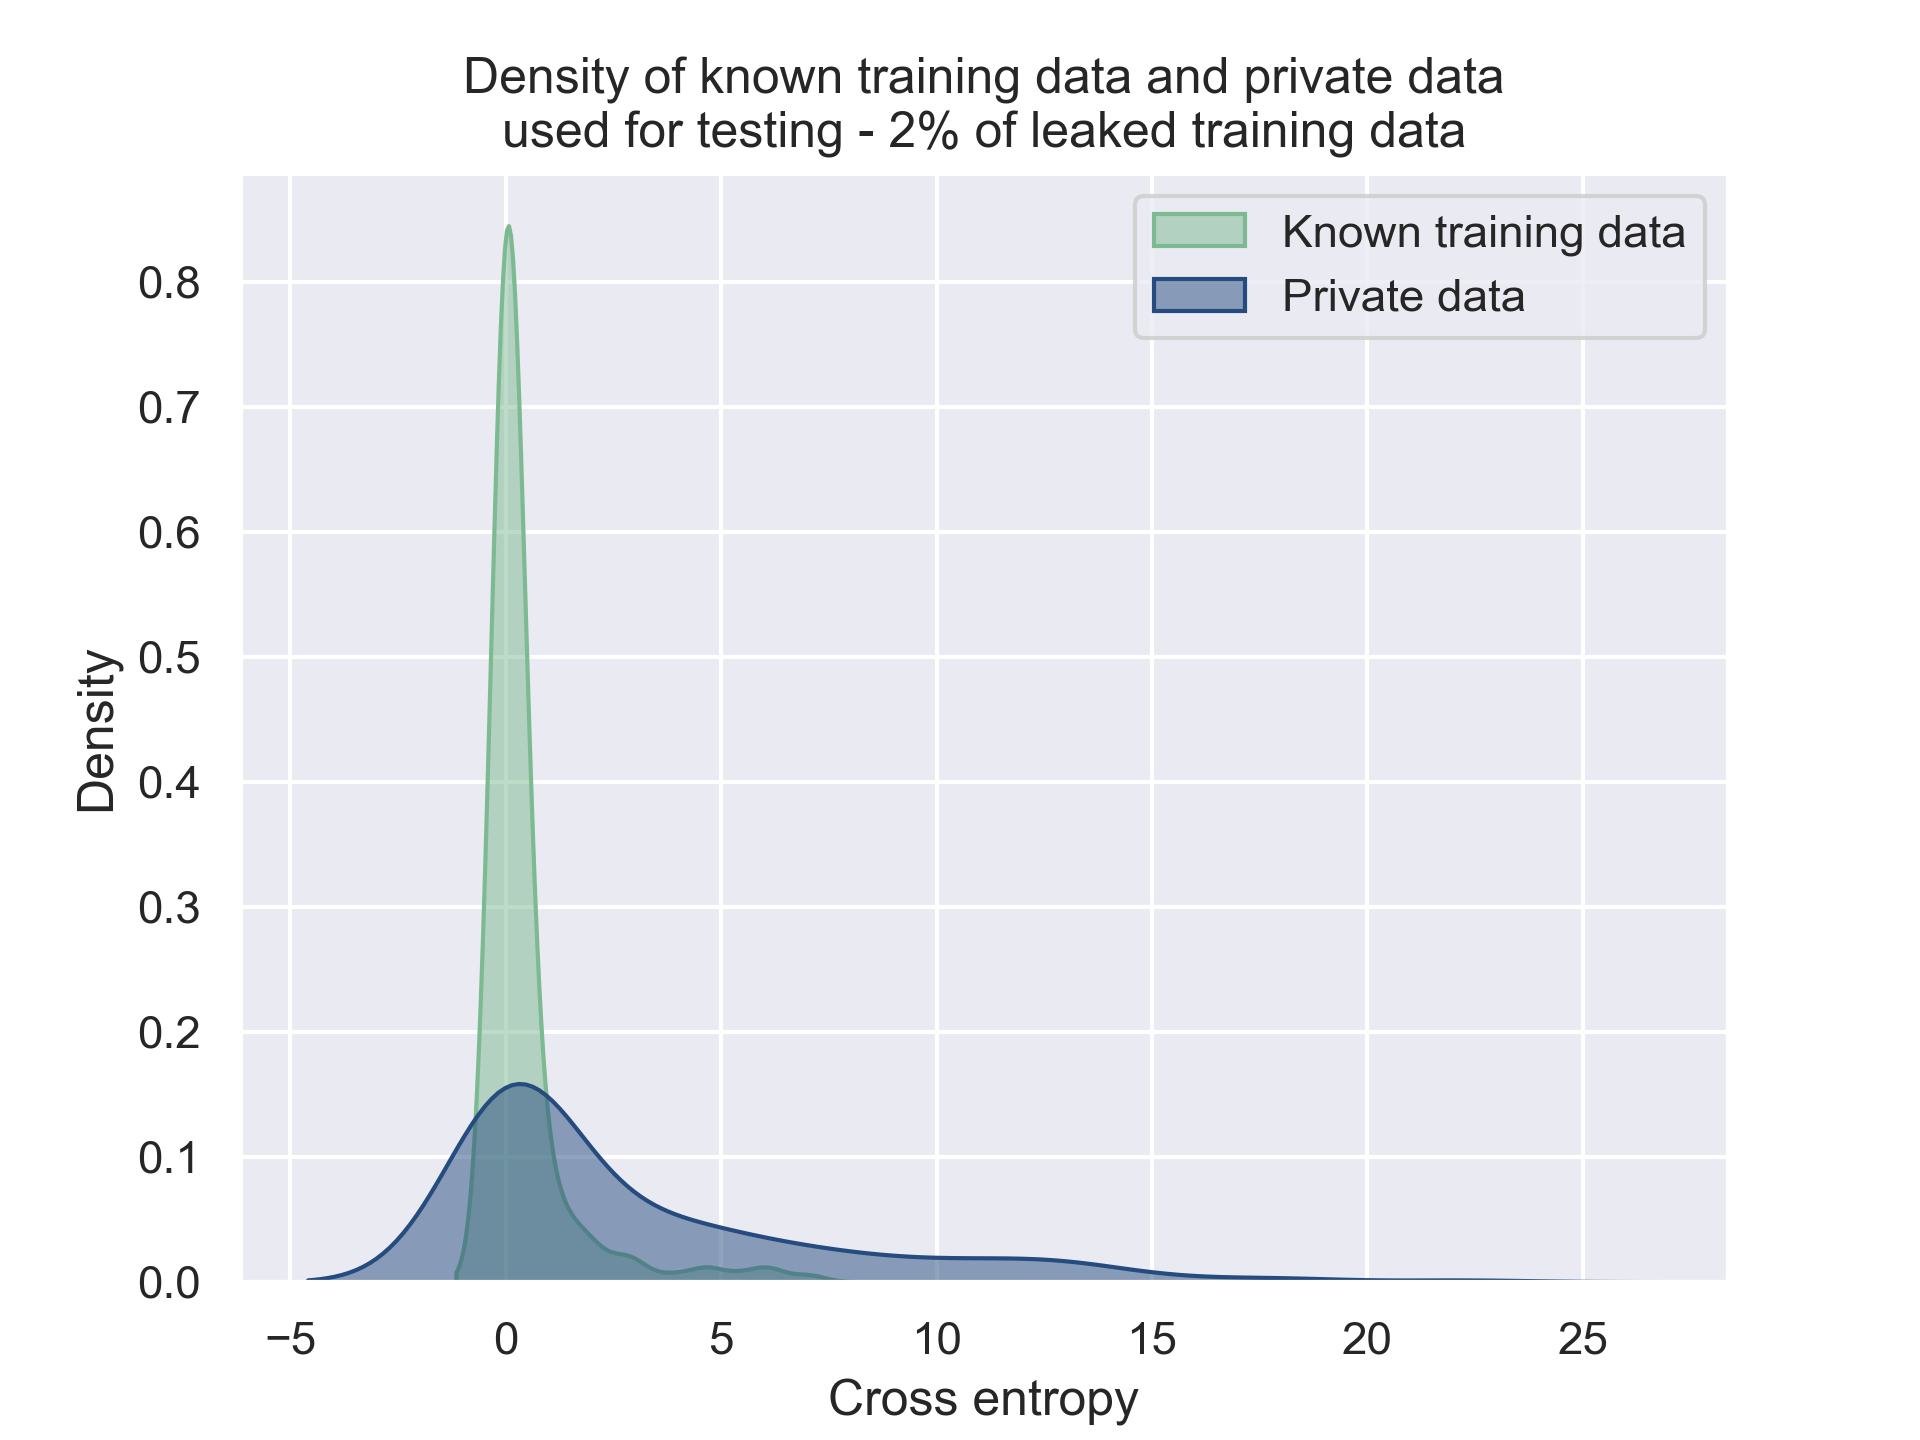 Density of known training data and private data
used for testing - 2% of leaked training data
Known training data
Private data
Density
0.8
0.7
0.6
0.5
0.4
0.3
0.2
0.1
0.0
−5 0 5 10 15 20 25
Cross entropy